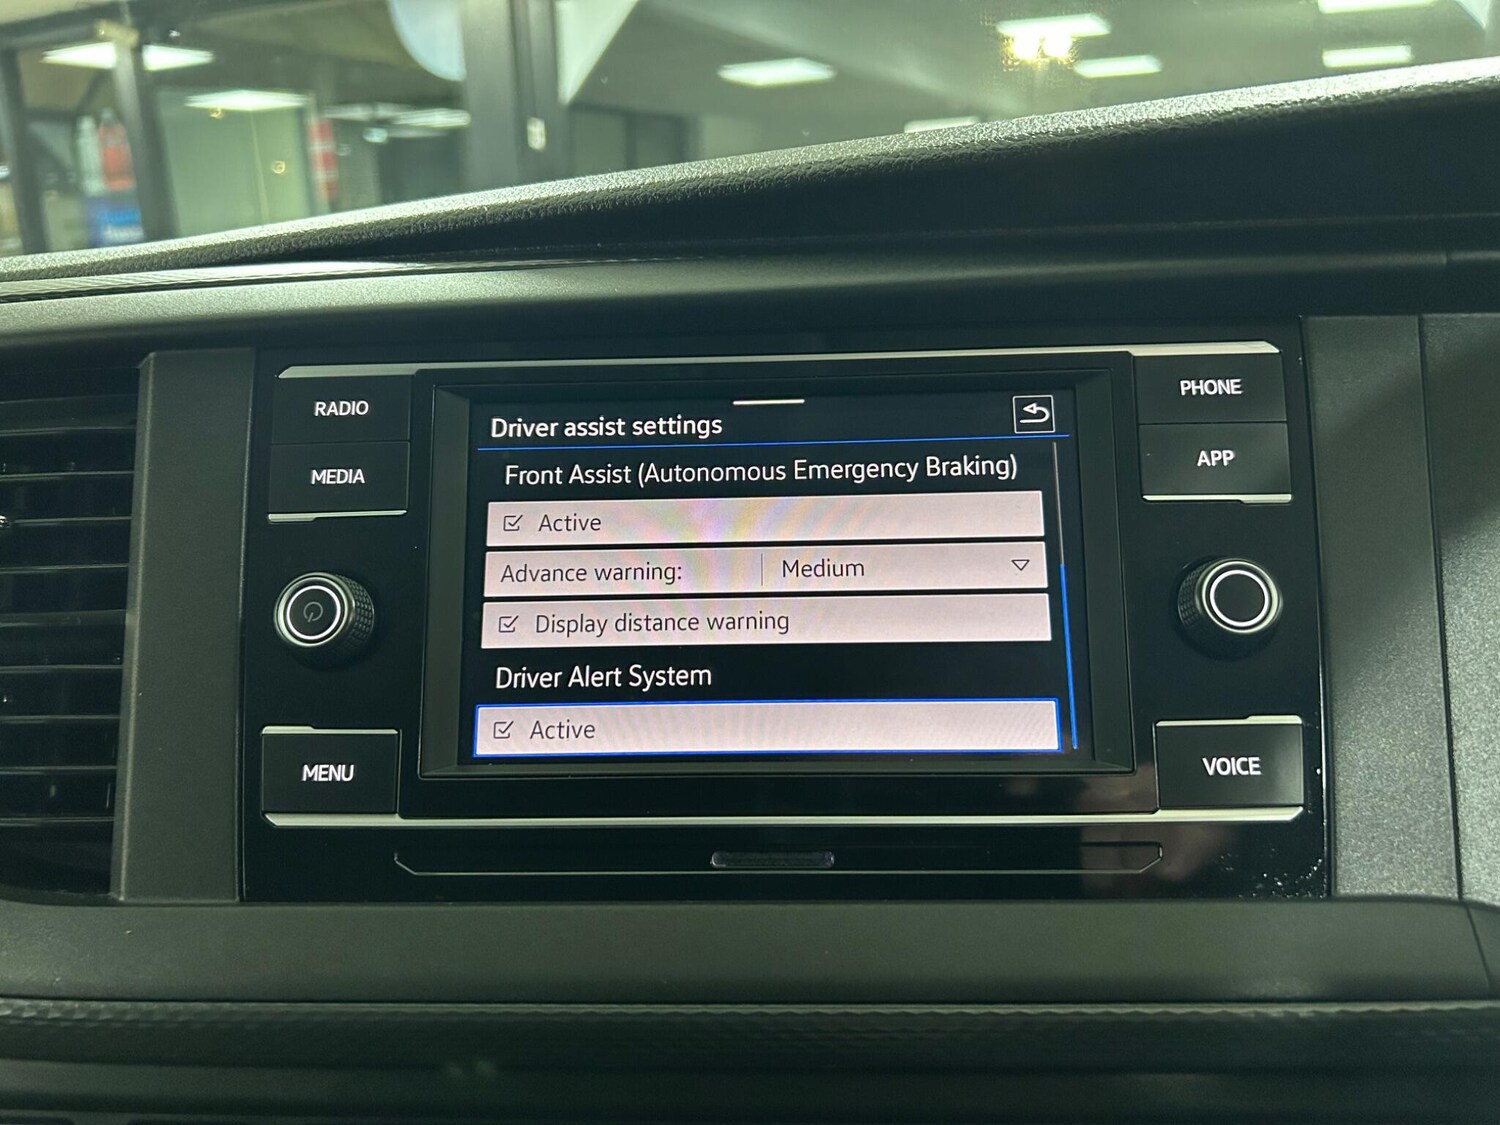 RADIO
MEDIA
MENU
Driver assist settings
Front Assist (Autonomous Emergency Braking)
Active
Advance warning: Medium
Display distance warning
Driver Alert System
Active
PHONE
APP
VOICE